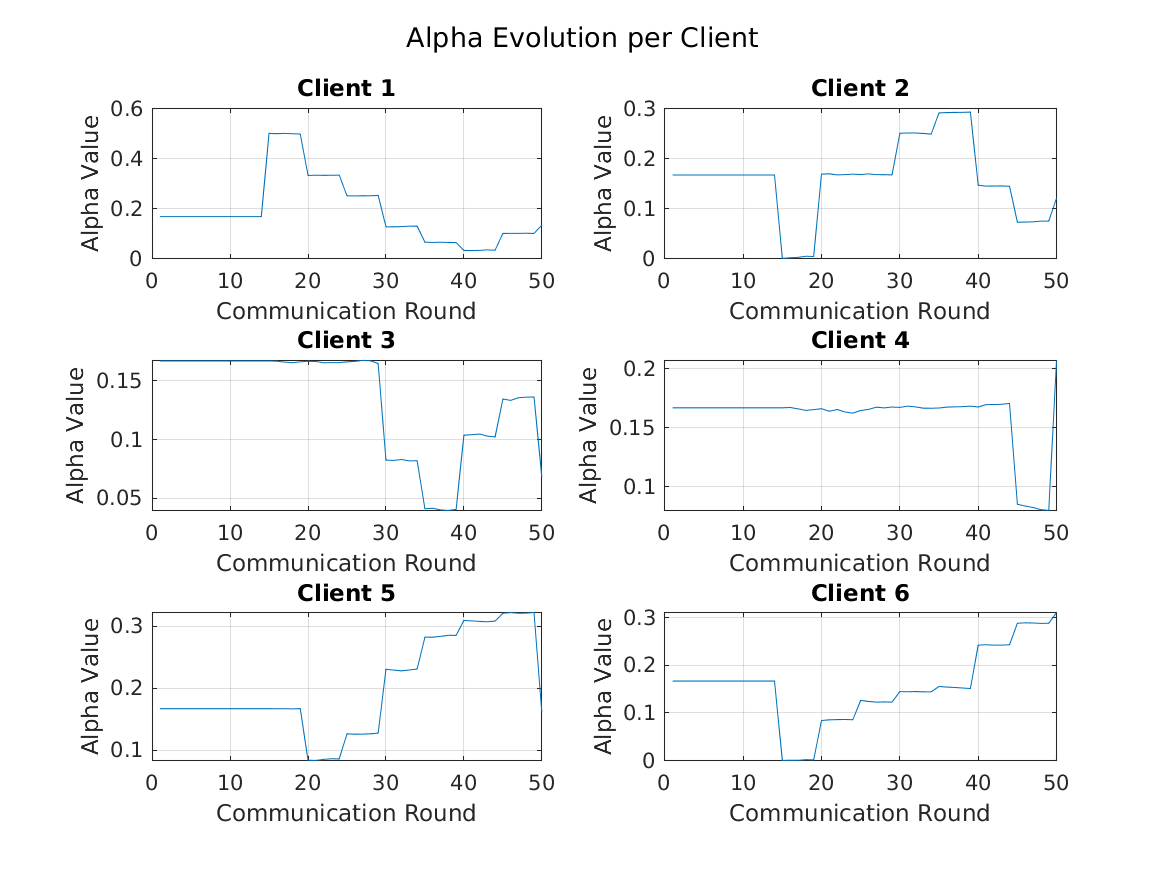 Alpha Evolution per Client
Client 1
Alpha Value
0.6
0.4
0.2
0
0 10 20 30 40 50
Communication Round
Client 2
Alpha Value
0.3
0.2
0.1
0
0 10 20 30 40 50
Communication Round
Client 3
Alpha Value
0.15
0.1
0.05
0 10 20 30 40 50
Communication Round
Client 4
Alpha Value
0.2
0.15
0.1
0 10 20 30 40 50
Communication Round
Client 5
Alpha Value
0.3
0.2
0.1
0 10 20 30 40 50
Communication Round
Client 6
Alpha Value
0.3
0.2
0.1
0
0 10 20 30 40 50
Communication Round